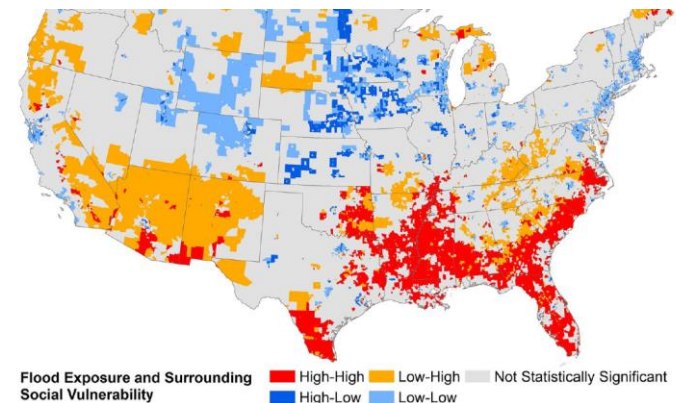 Flood Exposure and Surrounding
Social Vulnerability
High-High
Low-High
Not Statistically Significant
High-Low
Low-Low